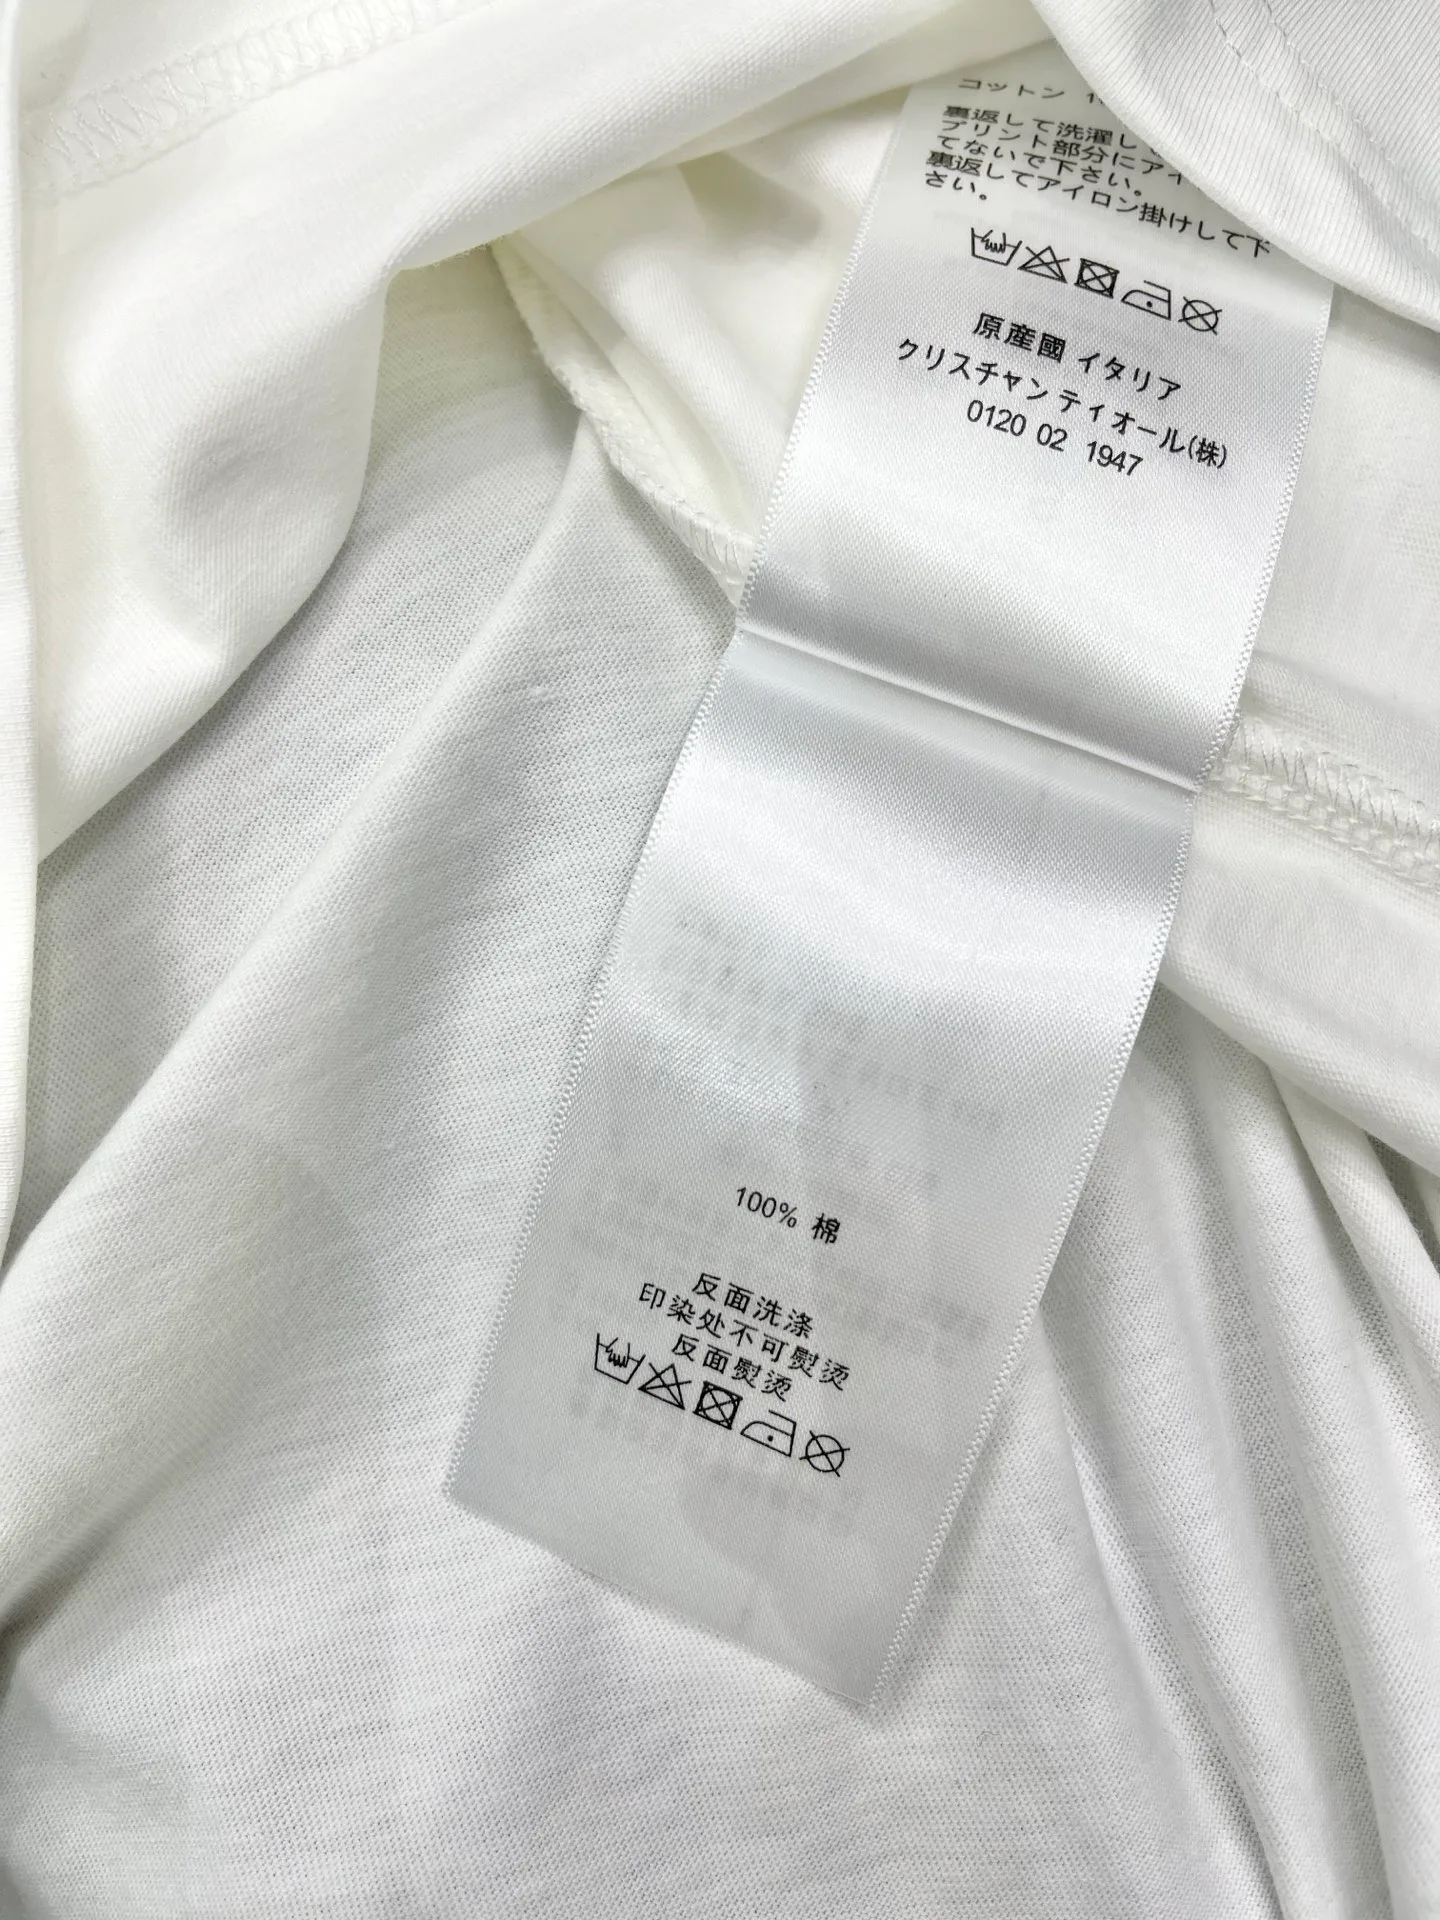 コットン
裏返して洗濯し
プリント部分にアイ
てないで下さい。
裏返してアイロン掛けして下
さい。
原産國 イタリア
クリスチャン ディオール(株)
0120 02 1947
100% 棉
反面洗涤
印染处不可熨烫
反面熨烫